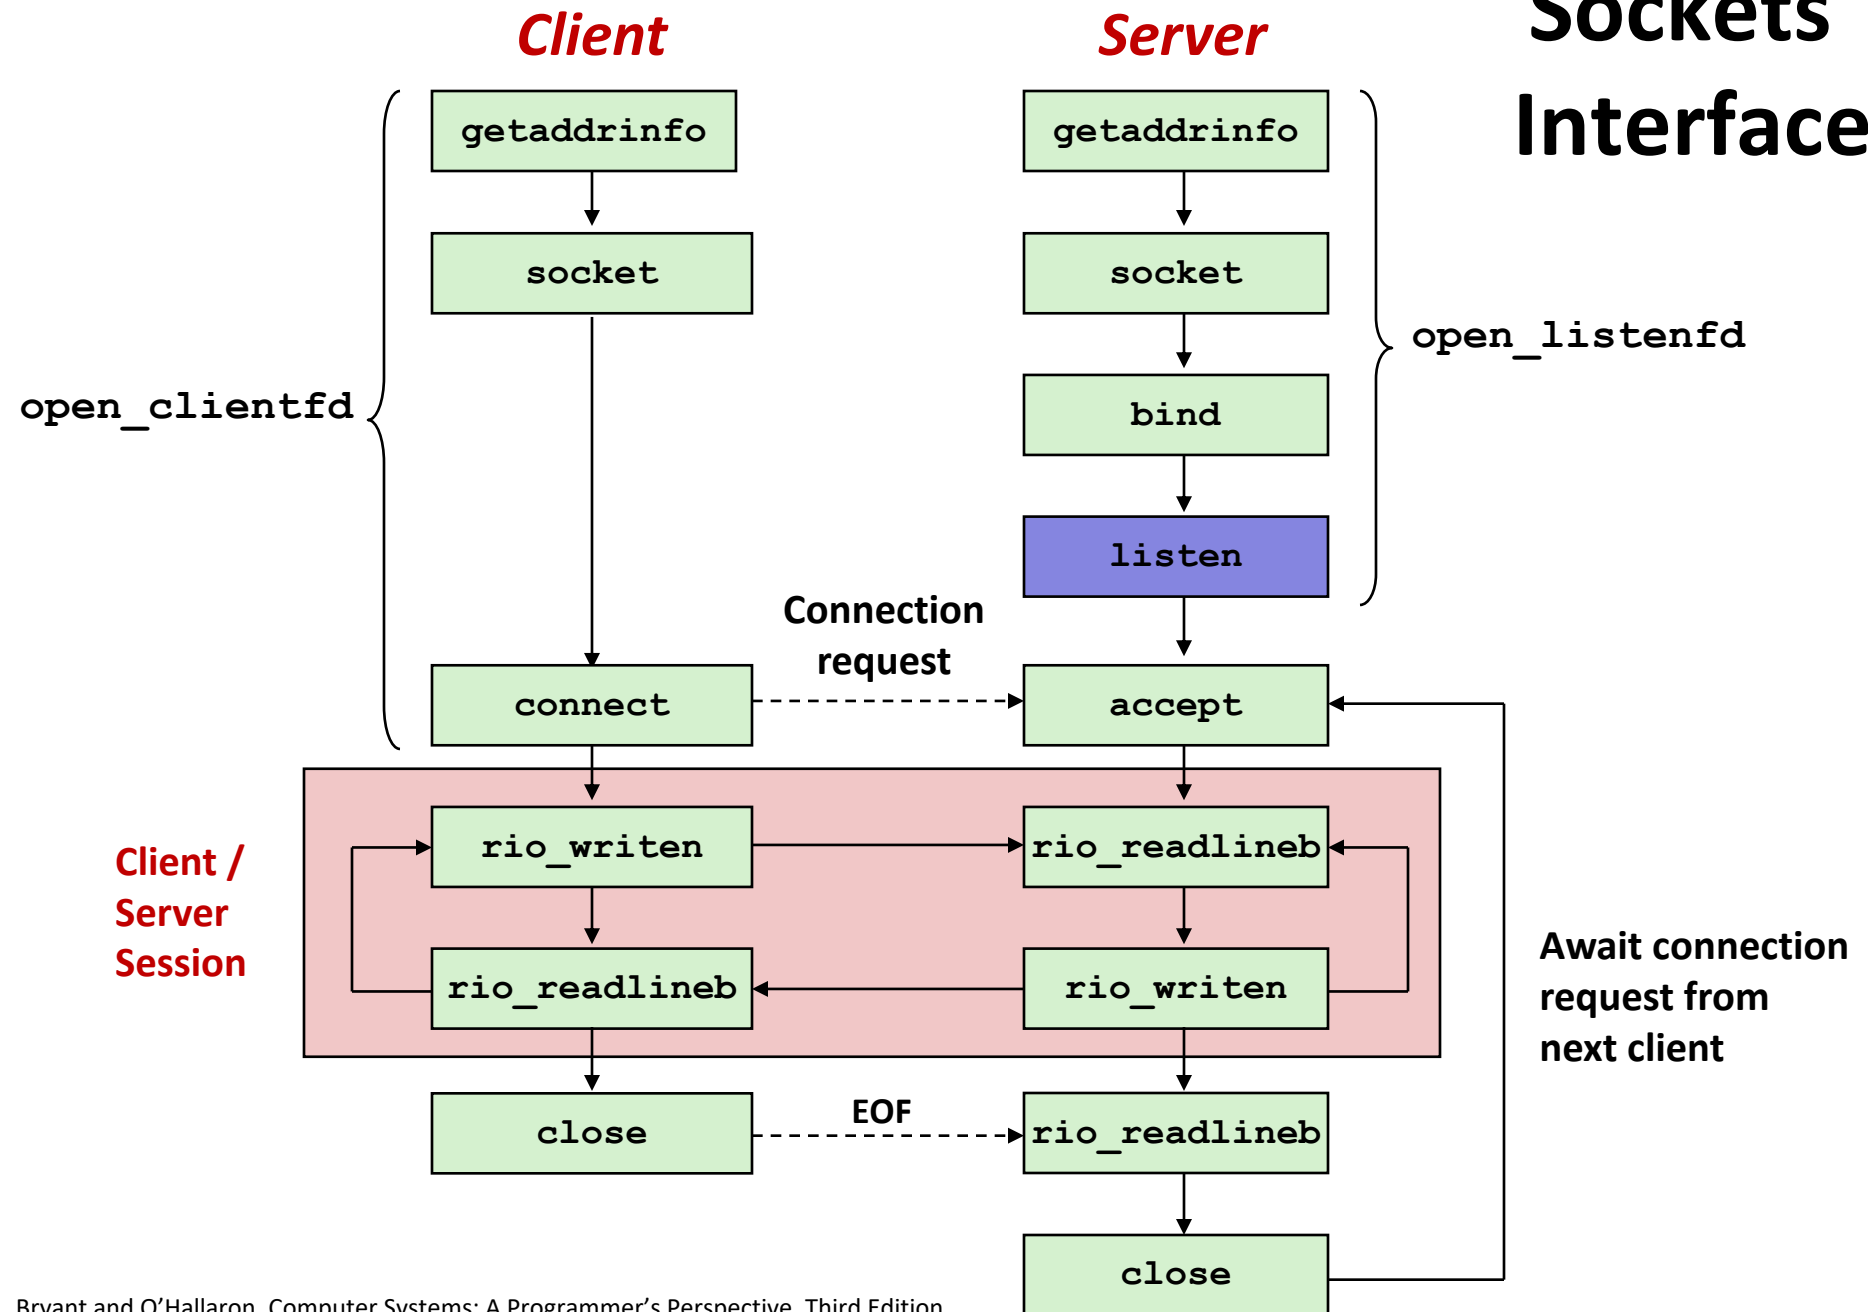 Client
Server
Sockets
Interface
getaddrinfo
getaddrinfo
socket
socket
open_listenfd
open_clientfd
bind
listen
Connection
request
connect
accept
Client /
Server
Session
rio_writen
rio_readlineb
rio_readlineb
rio_writen
Await connection
request from
next client
close
EOF
rio_readlineb
close
Bryant and O'Hallaron, Computer Systems: A Programmer's Perspective, Third Edition